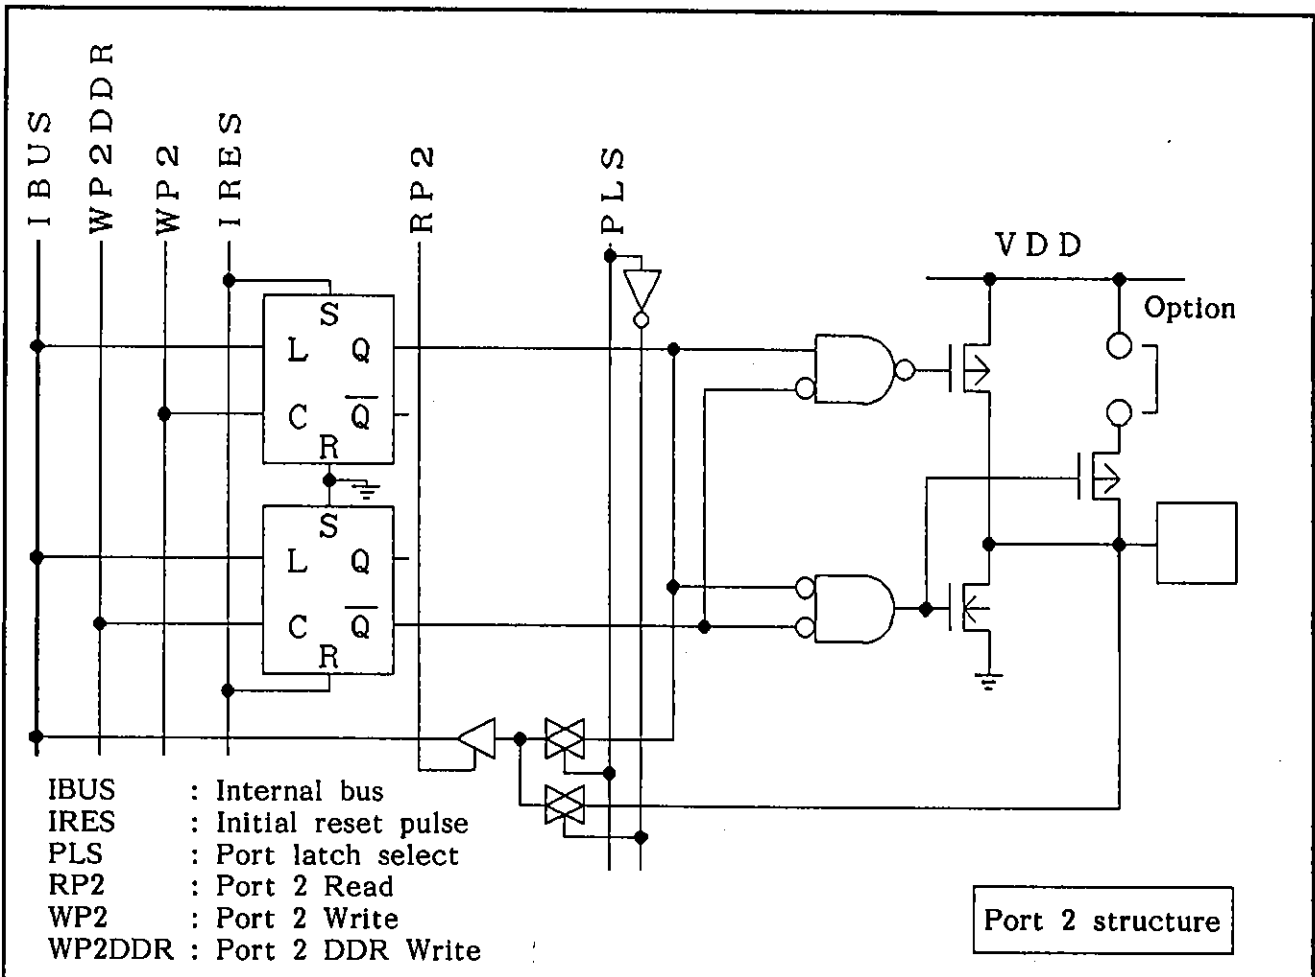 IBUS
WP2DDR
WP2
IRES
RP2
PLS
VDD
Option
S
L Q
C Q̅
R
S
L Q
C Q̅
R
IBUS : Internal bus
IRES : Initial reset pulse
PLS : Port latch select
RP2 : Port 2 Read
WP2 : Port 2 Write
WP2DDR : Port 2 DDR Write
Port 2 structure